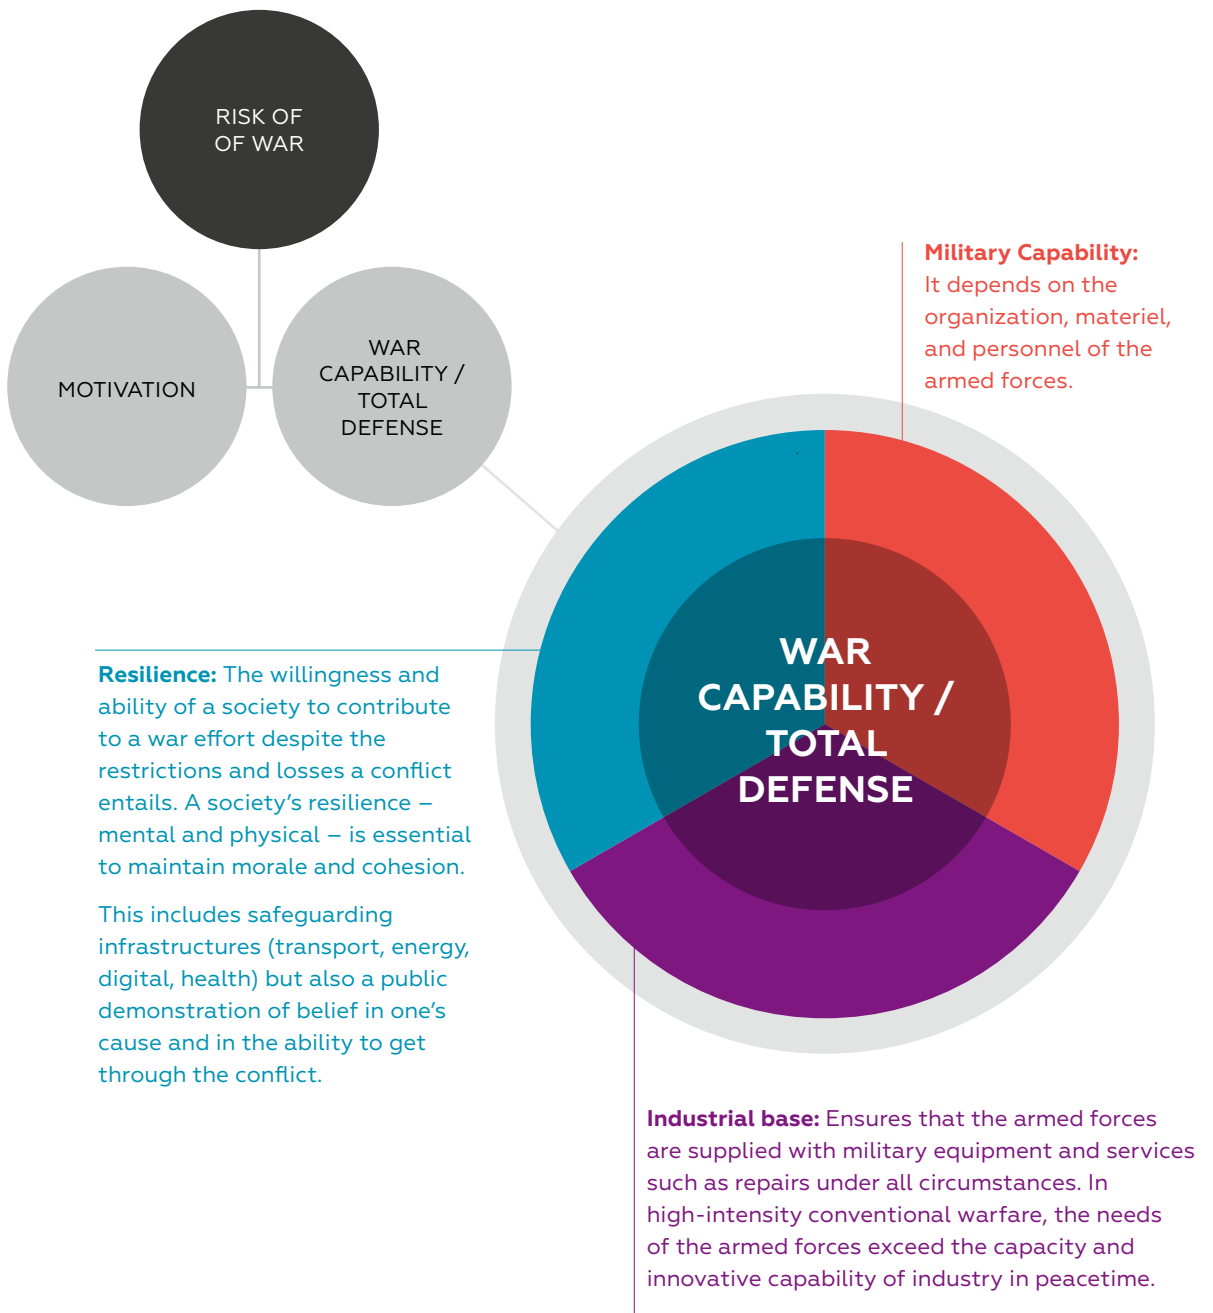 RISK OF
OF WAR
MOTIVATION
WAR
CAPABILITY /
TOTAL
DEFENSE
Military Capability:
It depends on the
organization, materiel,
and personnel of the
armed forces.
WAR
CAPABILITY /
TOTAL
DEFENSE
Resilience: The willingness and
ability of a society to contribute
to a war effort despite the
restrictions and losses a conflict
entails. A society’s resilience –
mental and physical – is essential
to maintain morale and cohesion.
This includes safeguarding
infrastructures (transport, energy,
digital, health) but also a public
demonstration of belief in one’s
cause and in the ability to get
through the conflict.
Industrial base: Ensures that the armed forces
are supplied with military equipment and services
such as repairs under all circumstances. In
high-intensity conventional warfare, the needs
of the armed forces exceed the capacity and
innovative capability of industry in peacetime.